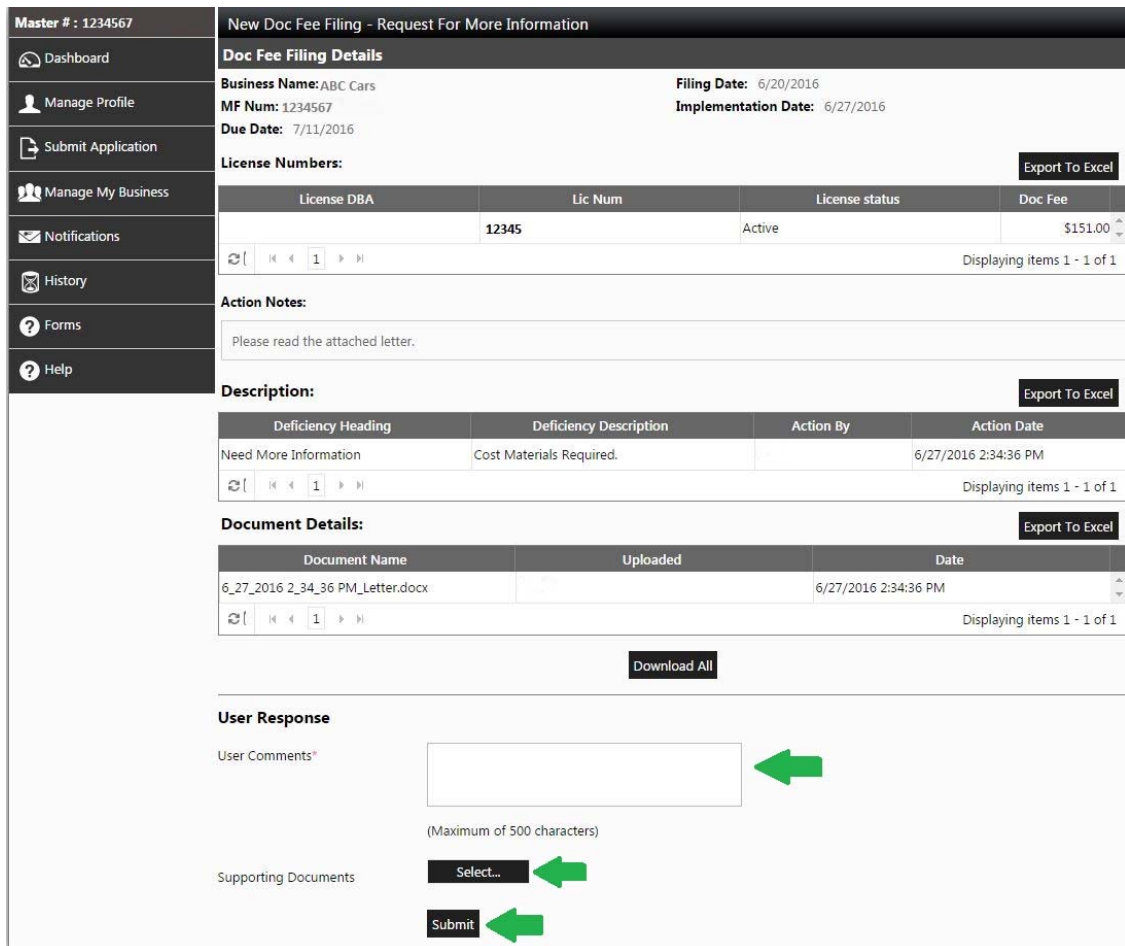 Master # : 1234567
Dashboard
Manage Profile
Submit Application
Manage My Business
Notifications
History
Forms
Help
New Doc Fee Filing - Request For More Information
Doc Fee Filing Details
Business Name: ABC Cars
Filing Date: 6/20/2016
MF Num: 1234567
Implementation Date: 6/27/2016
Due Date: 7/11/2016
License Numbers:
Export To Excel
License DBA Lic Num License status Doc Fee
12345 Active $151.00
1 Displaying items 1 - 1 of 1
Action Notes:
Please read the attached letter.
Description:
Export To Excel
Deficiency Heading Deficiency Description Action By Action Date
Need More Information Cost Materials Required. 6/27/2016 2:34:36 PM
1 Displaying items 1 - 1 of 1
Document Details:
Export To Excel
Document Name Uploaded Date
6_27_2016 2_34_36 PM_Letter.docx 6/27/2016 2:34:36 PM
1 Displaying items 1 - 1 of 1
Download All
User Response
User Comments*
(Maximum of 500 characters)
Supporting Documents Select...
Submit